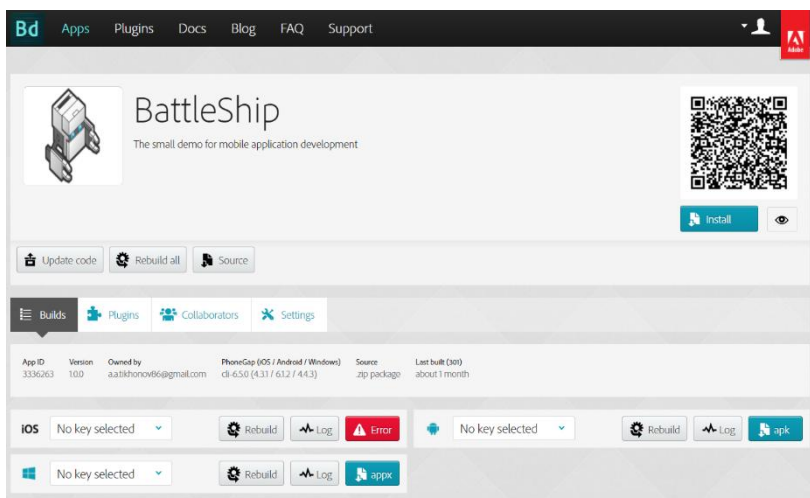 Bd Apps Plugins Docs Blog FAQ Support
Adobe
BattleShip
The small demo for mobile application development
Install
Update code Rebuild all Source
Builds Plugins Collaborators Settings
App ID Version Owned by PhoneGap (iOS / Android / Windows) Source Last built (301)
3336263 1.0.0 a.a.tikhonov86@gmail.com cli-6.5.0 (4.3.1 / 6.1.2 / 4.4.3) .zip package about 1 month
iOS No key selected Rebuild Log Error No key selected Rebuild Log apk
No key selected Rebuild Log appx